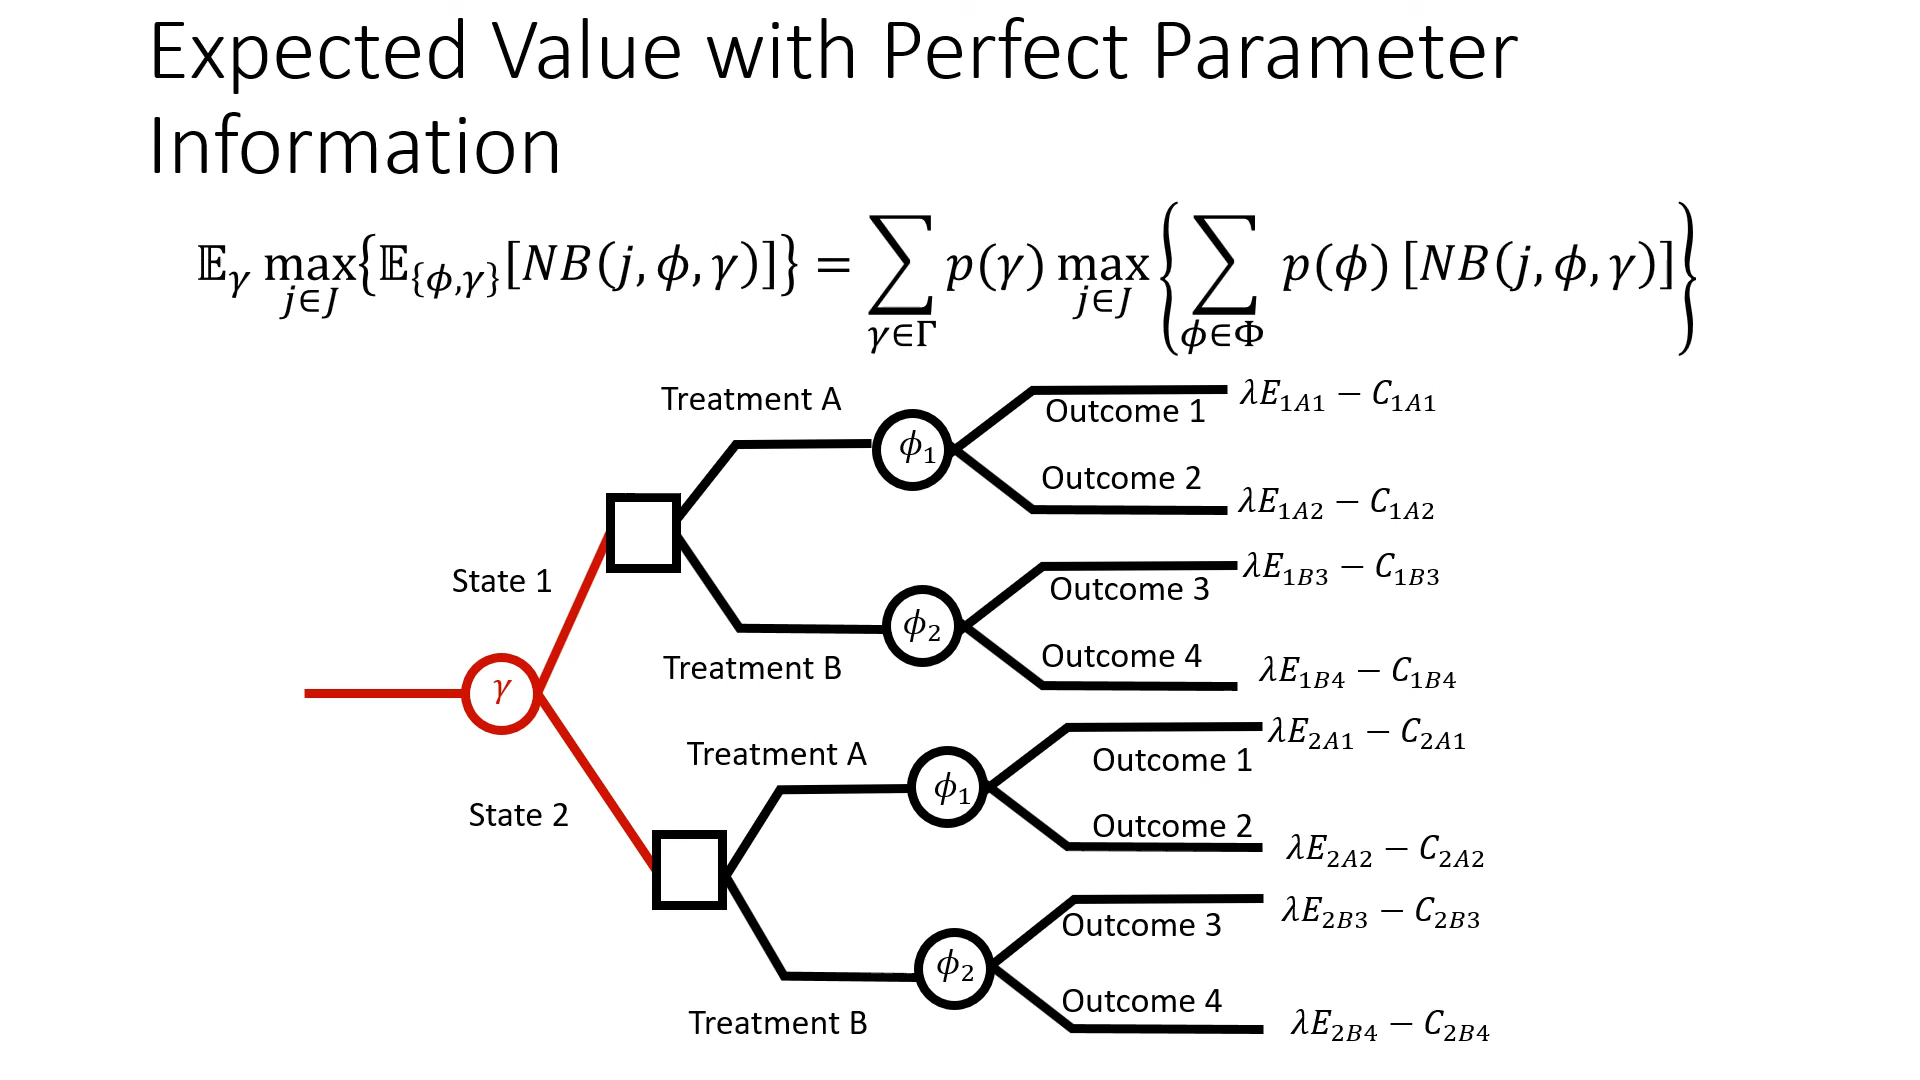 Expected Value with Perfect Parameter
Information
𝔼_γ max_{j∈J}{𝔼_{{ϕ,γ}}[NB(j, ϕ, γ)]} = ∑_{γ∈Γ} p(γ) max_{j∈J} {∑_{ϕ∈Φ} p(ϕ) [NB(j, ϕ, γ)]}
Treatment A
ϕ₁
Outcome 1
λE_{1A1} − C_{1A1}
Outcome 2
λE_{1A2} − C_{1A2}
State 1
Treatment B
ϕ₂
Outcome 3
λE_{1B3} − C_{1B3}
Outcome 4
λE_{1B4} − C_{1B4}
γ
State 2
Treatment A
ϕ₁
Outcome 1
λE_{2A1} − C_{2A1}
Outcome 2
λE_{2A2} − C_{2A2}
Treatment B
ϕ₂
Outcome 3
λE_{2B3} − C_{2B3}
Outcome 4
λE_{2B4} − C_{2B4}